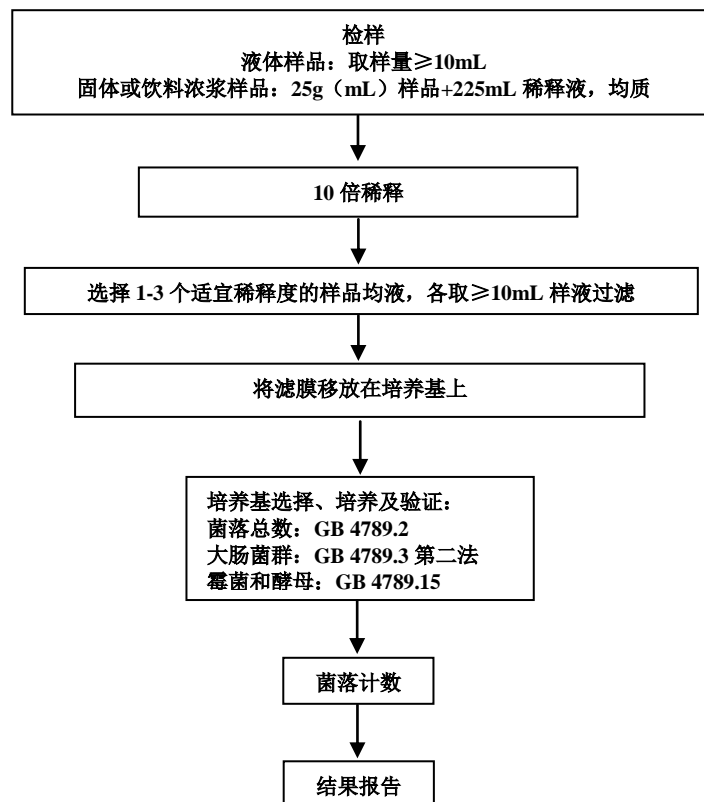 检样
液体样品：取样量≥10mL
固体或饮料浓浆样品：25g（mL）样品+225mL 稀释液，均质
10 倍稀释
选择 1-3 个适宜稀释度的样品均液，各取≥10mL 样液过滤
将滤膜移放在培养基上
培养基选择、培养及验证：
菌落总数：GB 4789.2
大肠菌群：GB 4789.3 第二法
霉菌和酵母：GB 4789.15
菌落计数
结果报告